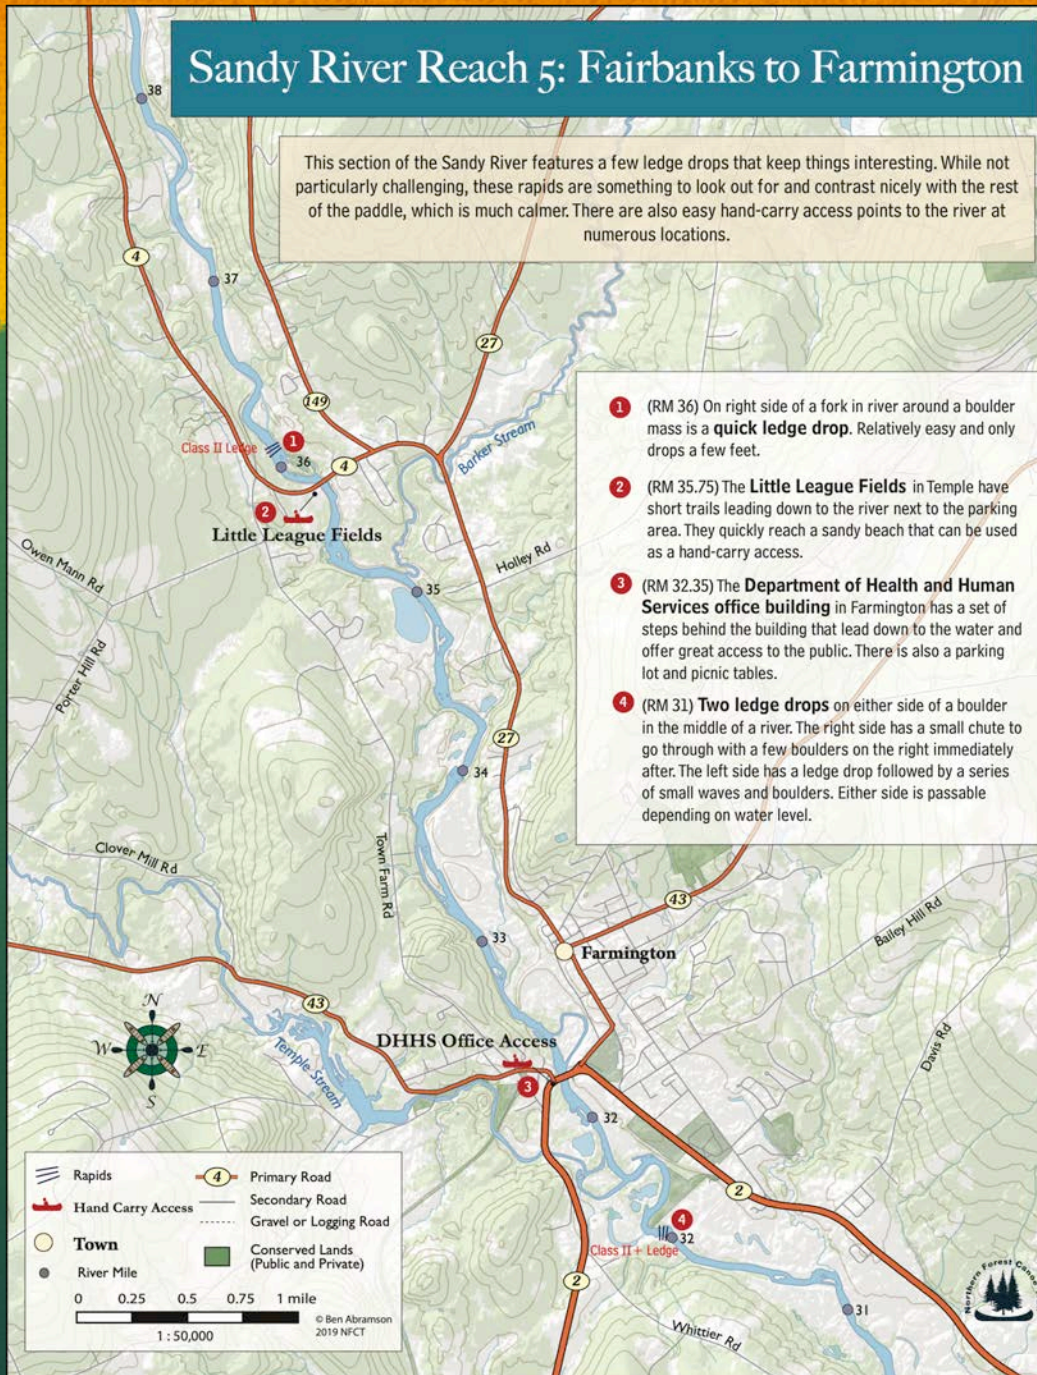 Sandy River Reach 5: Fairbanks to Farmington
This section of the Sandy River features a few ledge drops that keep things interesting. While not
particularly challenging, these rapids are something to look out for and contrast nicely with the rest
of the paddle, which is much calmer. There are also easy hand-carry access points to the river at
numerous locations.
38
4
37
27
149
1
(RM 36) On right side of a fork in river around a boulder
mass is a quick ledge drop. Relatively easy and only
drops a few feet.
2
(RM 35.75) The Little League Fields in Temple have
short trails leading down to the river next to the parking
area. They quickly reach a sandy beach that can be used
as a hand-carry access.
3
(RM 32.35) The Department of Health and Human
Services office building in Farmington has a set of
steps behind the building that lead down to the water and
offer great access to the public. There is also a parking
lot and picnic tables.
4
(RM 31) Two ledge drops on either side of a boulder
in the middle of a river. The right side has a small chute to
go through with a few boulders on the right immediately
after. The left side has a ledge drop followed by a series
of small waves and boulders. Either side is passable
depending on water level.
Class II Ledge
1
36
4
Barker Stream
2
Little League Fields
Owen Mann Rd
Holley Rd
35
Porter Hill Rd
27
34
Town Farm Rd
Clover Mill Rd
43
Bailey Hill Rd
33
Farmington
43
N
W
E
S
Temple Stream
DHHS Office Access
3
Davis Rd
32
2
4
32
Class II + Ledge
2
31
Whittier Rd
Rapids
Hand Carry Access
Town
River Mile
4
Primary Road
Secondary Road
Gravel or Logging Road
Conserved Lands
(Public and Private)
0 0.25 0.5 0.75 1 mile
1 : 50,000
© Ben Abramson
2019 NFCT
Northern Forest Canoe